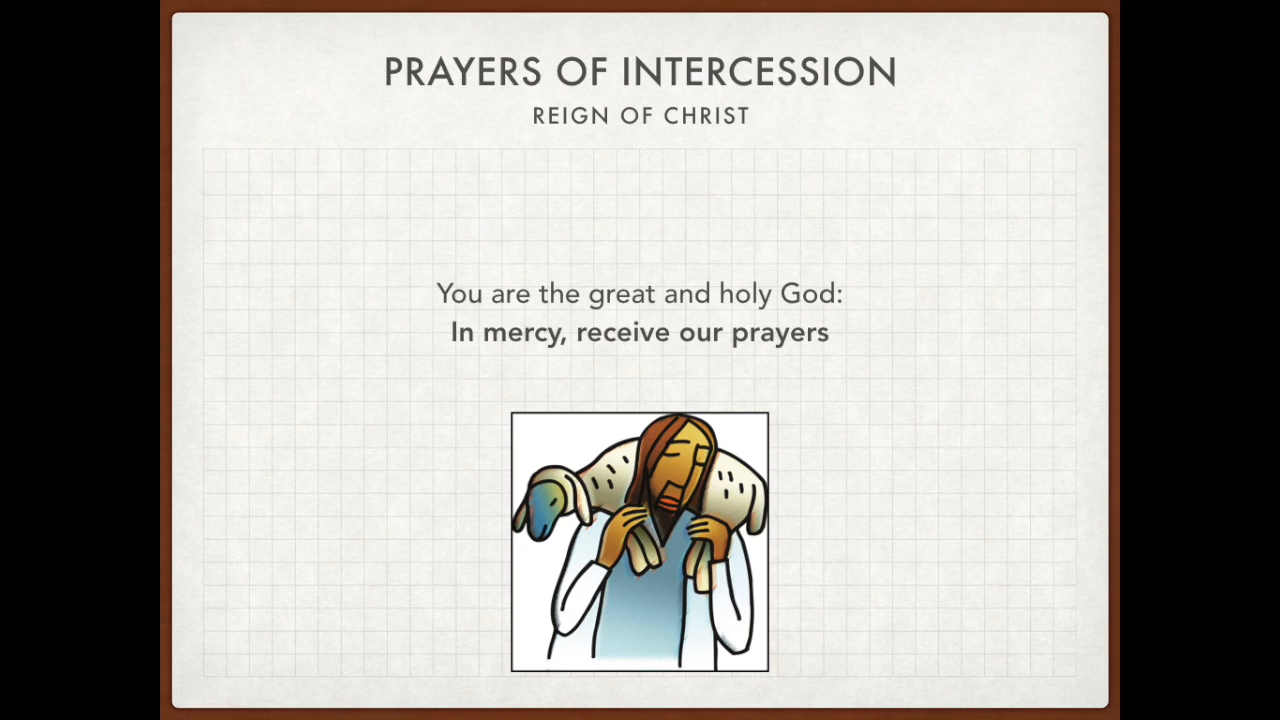 PRAYERS OF INTERCESSION
REIGN OF CHRIST
You are the great and holy God:
In mercy, receive our prayers